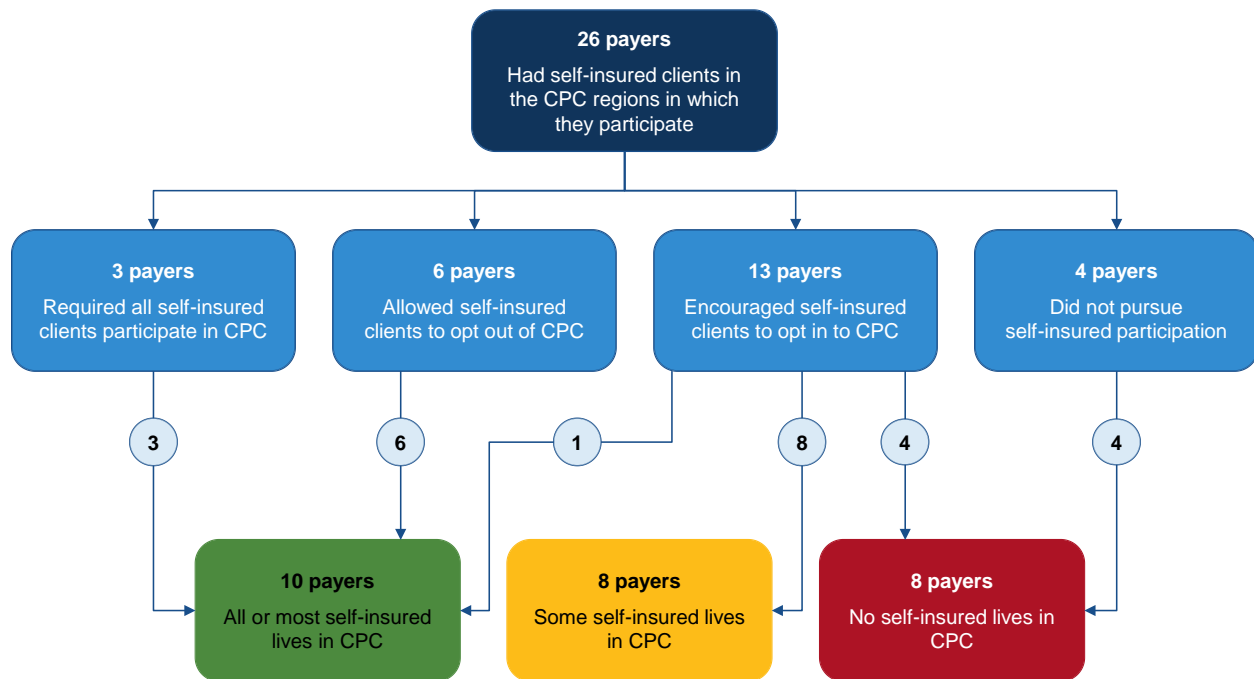 26 payers
Had self-insured clients in
the CPC regions in which
they participate
3 payers
Required all self-insured
clients participate in CPC
6 payers
Allowed self-insured
clients to opt out of CPC
13 payers
Encouraged self-insured
clients to opt in to CPC
4 payers
Did not pursue
self-insured participation
3
6
1
8
4
4
10 payers
All or most self-insured
lives in CPC
8 payers
Some self-insured lives
in CPC
8 payers
No self-insured lives in
CPC